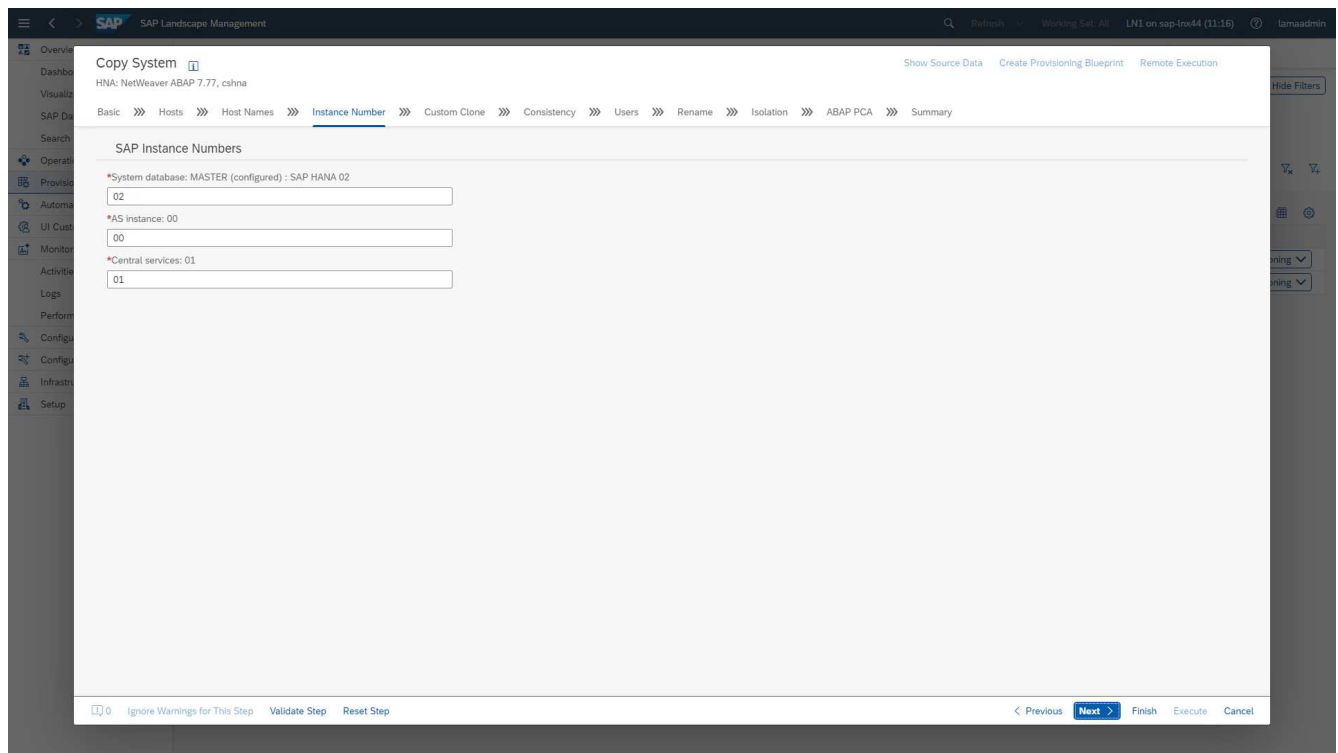 SAP SAP Landscape Management Refresh Working Set: All LN1 on sap-lnx44 (11:16) lamaadmin
Overvie
Dashbo
Visualiz
SAP Da
Search
Operati
Provisio
Automa
UI Cust
Monitor
Activitie
Logs
Perform
Configu
Configu
Infrastru
Setup
Copy System
Show Source Data Create Provisioning Blueprint Remote Execution
HNA: NetWeaver ABAP 7.77, cshna
Hide Filters
Basic Hosts Host Names Instance Number Custom Clone Consistency Users Rename Isolation ABAP PCA Summary
SAP Instance Numbers
*System database: MASTER (configured) : SAP HANA 02
02
*AS instance: 00
00
*Central services: 01
01
oning
oning
0 Ignore Warnings for This Step Validate Step Reset Step < Previous Next > Finish Execute Cancel